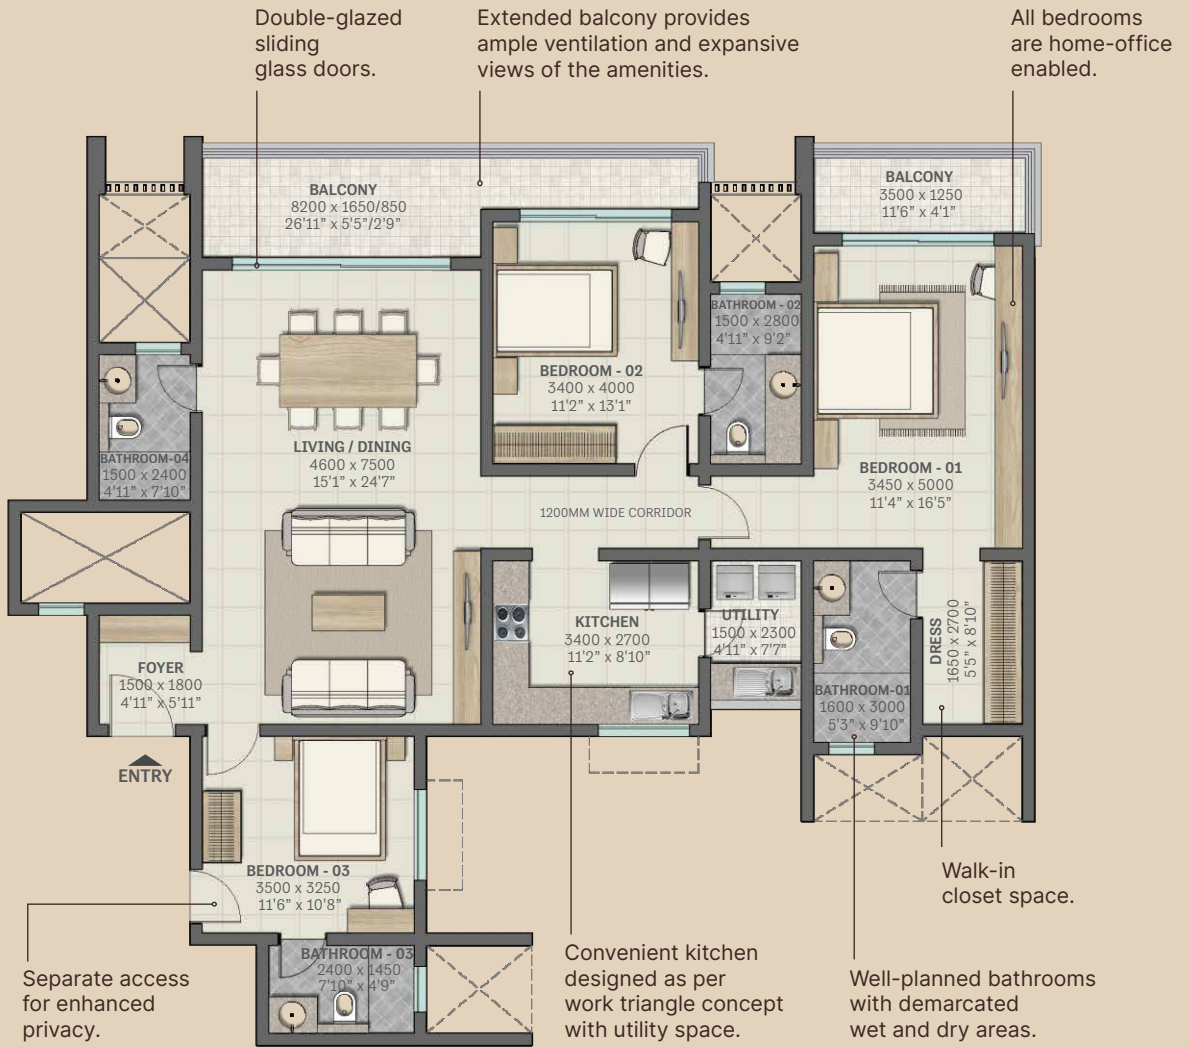 Double-glazed
sliding
glass doors.
Extended balcony provides
ample ventilation and expansive
views of the amenities.
All bedrooms
are home-office
enabled.
BALCONY
8200 x 1650/850
26'11" x 5'5"/2'9"
BALCONY
3500 x 1250
11'6" x 4'1"
BATHROOM - 02
1500 x 2800
4'11" x 9'2"
BEDROOM - 02
3400 x 4000
11'2" x 13'1"
LIVING / DINING
4600 x 7500
15'1" x 24'7"
BATHROOM-04
1500 x 2400
4'11" x 7'10"
BEDROOM - 01
3450 x 5000
11'4" x 16'5"
1200MM WIDE CORRIDOR
KITCHEN
3400 x 2700
11'2" x 8'10"
UTILITY
1500 x 2300
4'11" x 7'7"
DRESS
1650 x 2700
5'5" x 8'10"
FOYER
1500 x 1800
4'11" x 5'11"
BATHROOM-01
1600 x 3000
5'3" x 9'10"
ENTRY
BEDROOM - 03
3500 x 3250
11'6" x 10'8"
BATHROOM - 03
2400 x 1450
7'10" x 4'9"
Walk-in
closet space.
Separate access
for enhanced
privacy.
Convenient kitchen
designed as per
work triangle concept
with utility space.
Well-planned bathrooms
with demarcated
wet and dry areas.